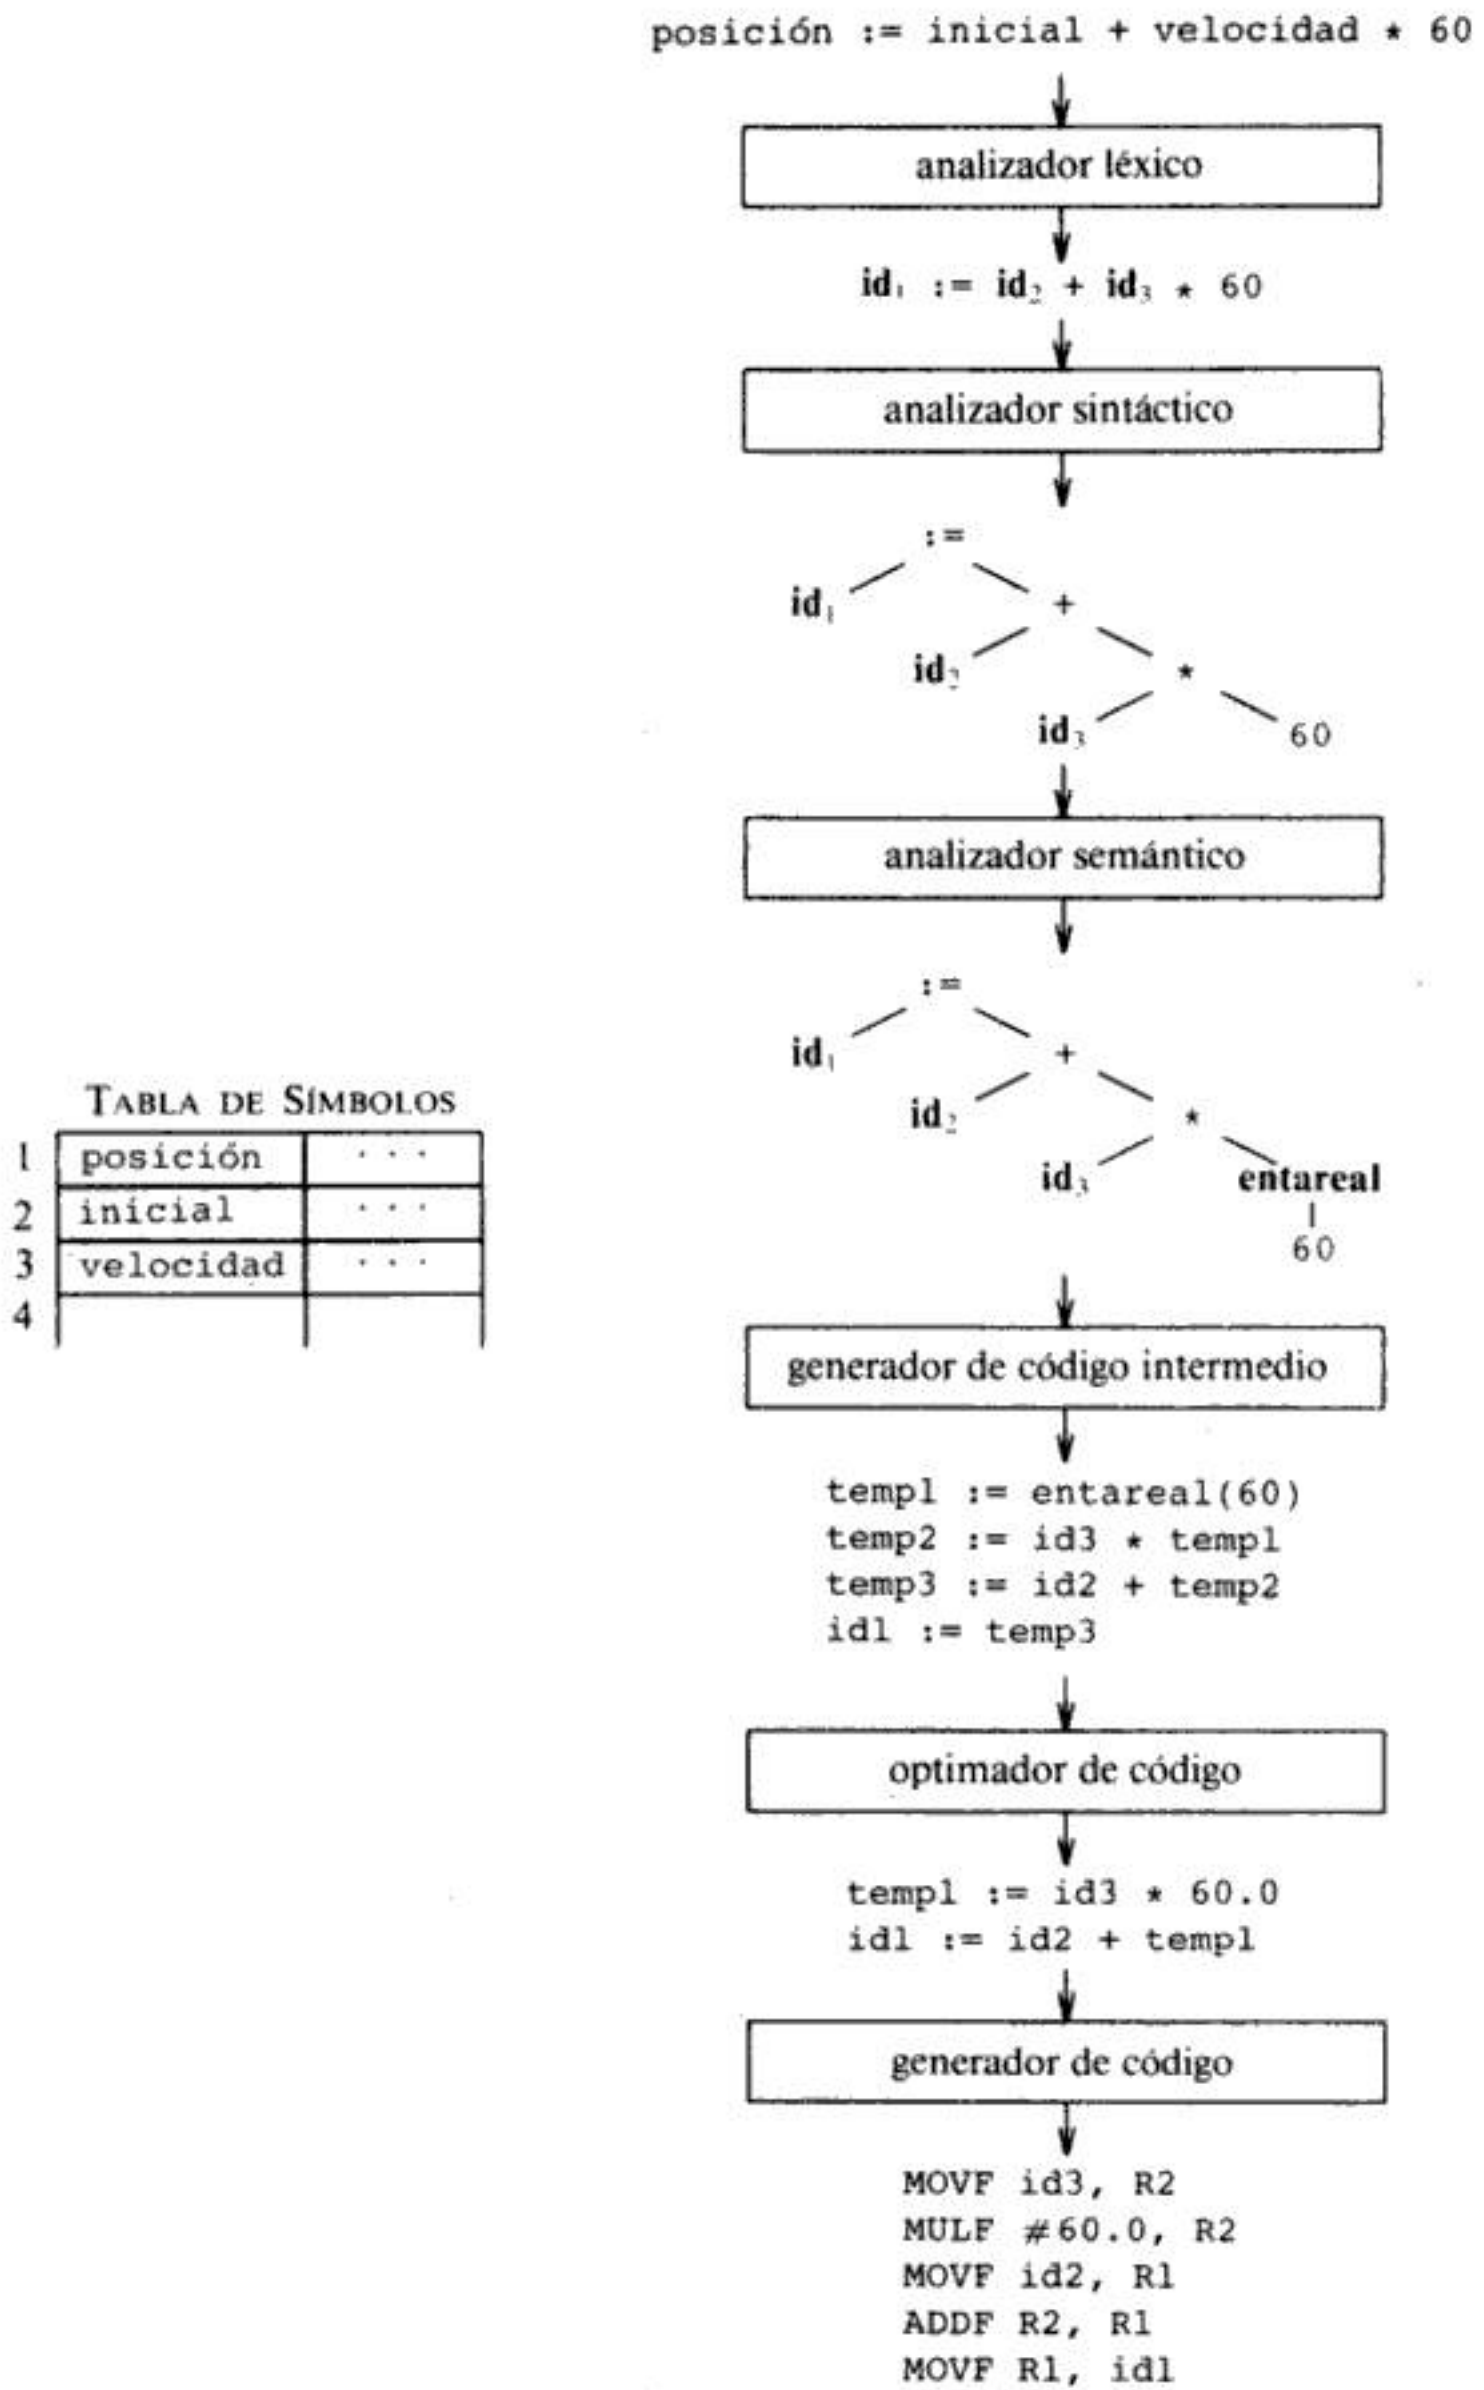 posición := inicial + velocidad * 60
analizador léxico
id₁ := id₂ + id₃ * 60
analizador sintáctico
:=
id₁ +
id₂ *
id₃ 60
analizador semántico
:=
id₁ +
id₂ *
id₃ entareal
60
TABLA DE SÍMBOLOS
1 posición ...
2 inicial ...
3 velocidad ...
4
generador de código intermedio
temp1 := entareal(60)
temp2 := id3 * temp1
temp3 := id2 + temp2
id1 := temp3
optimador de código
temp1 := id3 * 60.0
id1 := id2 + temp1
generador de código
MOVF id3, R2
MULF #60.0, R2
MOVF id2, R1
ADDF R2, R1
MOVF R1, id1